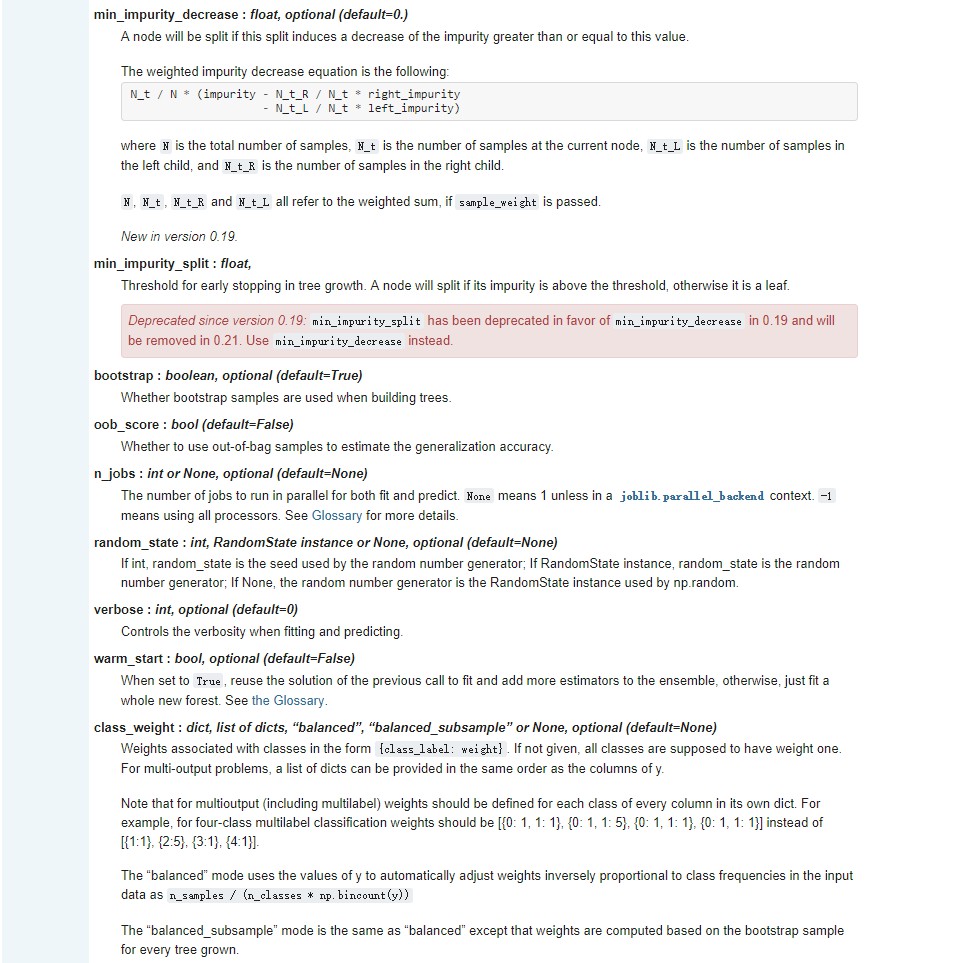 min_impurity_decrease : float, optional (default=0.)
A node will be split if this split induces a decrease of the impurity greater than or equal to this value.
The weighted impurity decrease equation is the following:
N_t / N * (impurity - N_t_R / N_t * right_impurity
- N_t_L / N_t * left_impurity)
where N is the total number of samples, N_t is the number of samples at the current node, N_t_L is the number of samples in
the left child, and N_t_R is the number of samples in the right child.
N, N_t, N_t_R and N_t_L all refer to the weighted sum, if sample_weight is passed.
New in version 0.19.
min_impurity_split : float,
Threshold for early stopping in tree growth. A node will split if its impurity is above the threshold, otherwise it is a leaf.
Deprecated since version 0.19: min_impurity_split has been deprecated in favor of min_impurity_decrease in 0.19 and will
be removed in 0.21. Use min_impurity_decrease instead.
bootstrap : boolean, optional (default=True)
Whether bootstrap samples are used when building trees.
oob_score : bool (default=False)
Whether to use out-of-bag samples to estimate the generalization accuracy.
n_jobs : int or None, optional (default=None)
The number of jobs to run in parallel for both fit and predict. None means 1 unless in a joblib.parallel_backend context. -1
means using all processors. See Glossary for more details.
random_state : int, RandomState instance or None, optional (default=None)
If int, random_state is the seed used by the random number generator; If RandomState instance, random_state is the random
number generator; If None, the random number generator is the RandomState instance used by np.random.
verbose : int, optional (default=0)
Controls the verbosity when fitting and predicting.
warm_start : bool, optional (default=False)
When set to True, reuse the solution of the previous call to fit and add more estimators to the ensemble, otherwise, just fit a
whole new forest. See the Glossary.
class_weight : dict, list of dicts, “balanced”, “balanced_subsample” or None, optional (default=None)
Weights associated with classes in the form {class_label: weight}. If not given, all classes are supposed to have weight one.
For multi-output problems, a list of dicts can be provided in the same order as the columns of y.
Note that for multioutput (including multilabel) weights should be defined for each class of every column in its own dict. For
example, for four-class multilabel classification weights should be [{0: 1, 1: 1}, {0: 1, 1: 5}, {0: 1, 1: 1}, {0: 1, 1: 1}] instead of
[{1:1}, {2:5}, {3:1}, {4:1}].
The “balanced” mode uses the values of y to automatically adjust weights inversely proportional to class frequencies in the input
data as n_samples / (n_classes * np.bincount(y))
The “balanced_subsample” mode is the same as “balanced” except that weights are computed based on the bootstrap sample
for every tree grown.